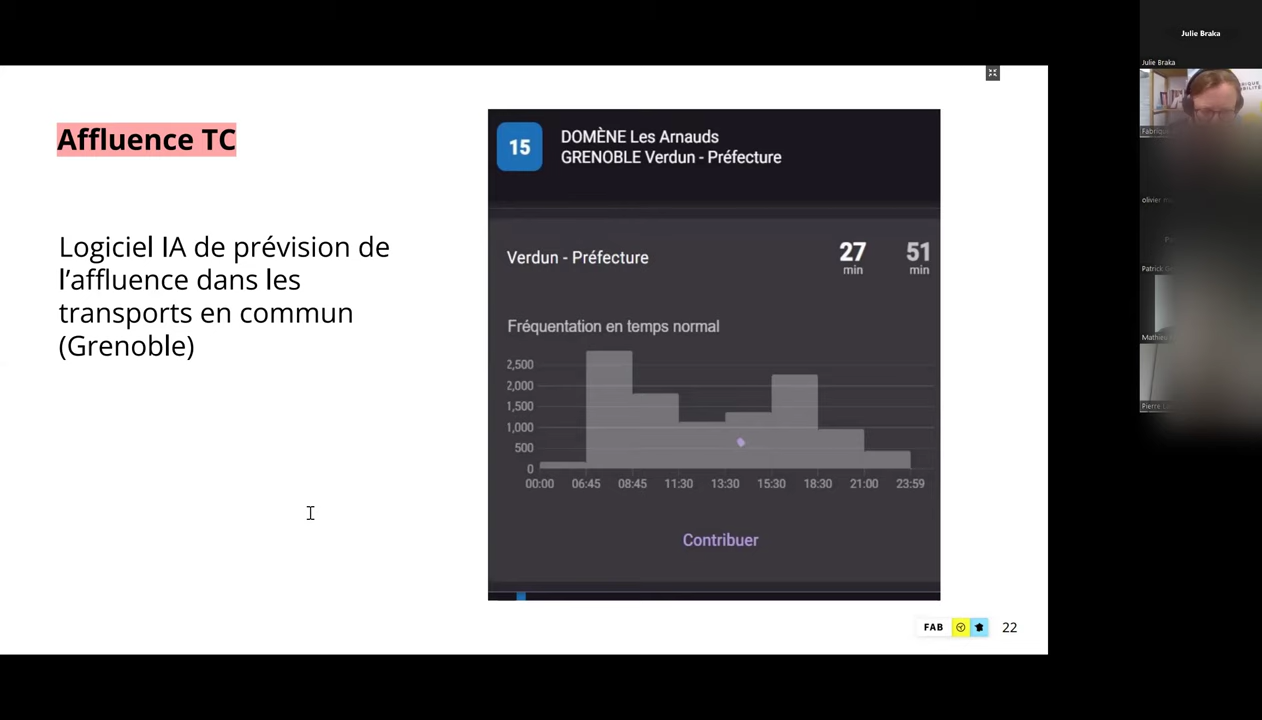 Julie Braka
Julie Braka
Affluence TC
Logiciel IA de prévision de
l'affluence dans les
transports en commun
(Grenoble)
15
DOMÈNE Les Arnauds
GRENOBLE Verdun - Préfecture
Verdun - Préfecture
27
min
51
min
Fréquentation en temps normal
2,500
2,000
1,500
1,000
500
0
00:00 06:45 08:45 11:30 13:30 15:30 18:30 21:00 23:59
Contribuer
FAB
22
olivier
Patrick
Pierre